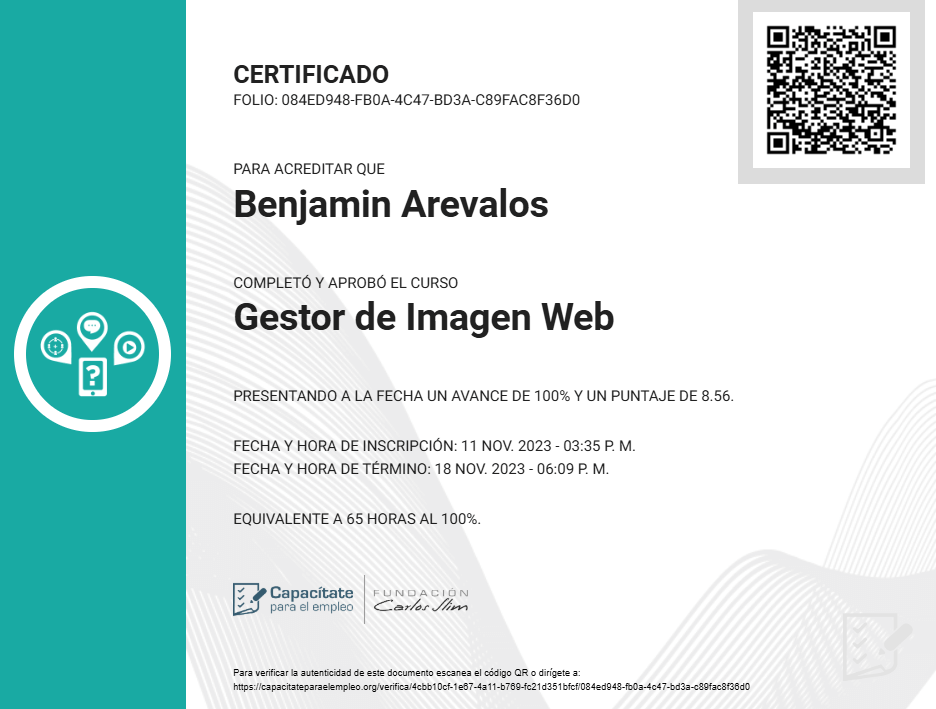 CERTIFICADO
FOLIO: 084ED948-FB0A-4C47-BD3A-C89FAC8F36D0
PARA ACREDITAR QUE
Benjamin Arevalos
COMPLETÓ Y APROBÓ EL CURSO
Gestor de Imagen Web
PRESENTANDO A LA FECHA UN AVANCE DE 100% Y UN PUNTAJE DE 8.56.
FECHA Y HORA DE INSCRIPCIÓN: 11 NOV. 2023 - 03:35 P. M.
FECHA Y HORA DE TÉRMINO: 18 NOV. 2023 - 06:09 P. M.
EQUIVALENTE A 65 HORAS AL 100%.
Capacítate
para el empleo
FUNDACIÓN
Carlos Slim
Para verificar la autenticidad de este documento escanea el código QR o dirígete a:
https://capacitateparaelempleo.org/verifica/4cbb10cf-1e67-4a11-b769-fc21d351bfcf/084ed948-fb0a-4c47-bd3a-c89fac8f36d0